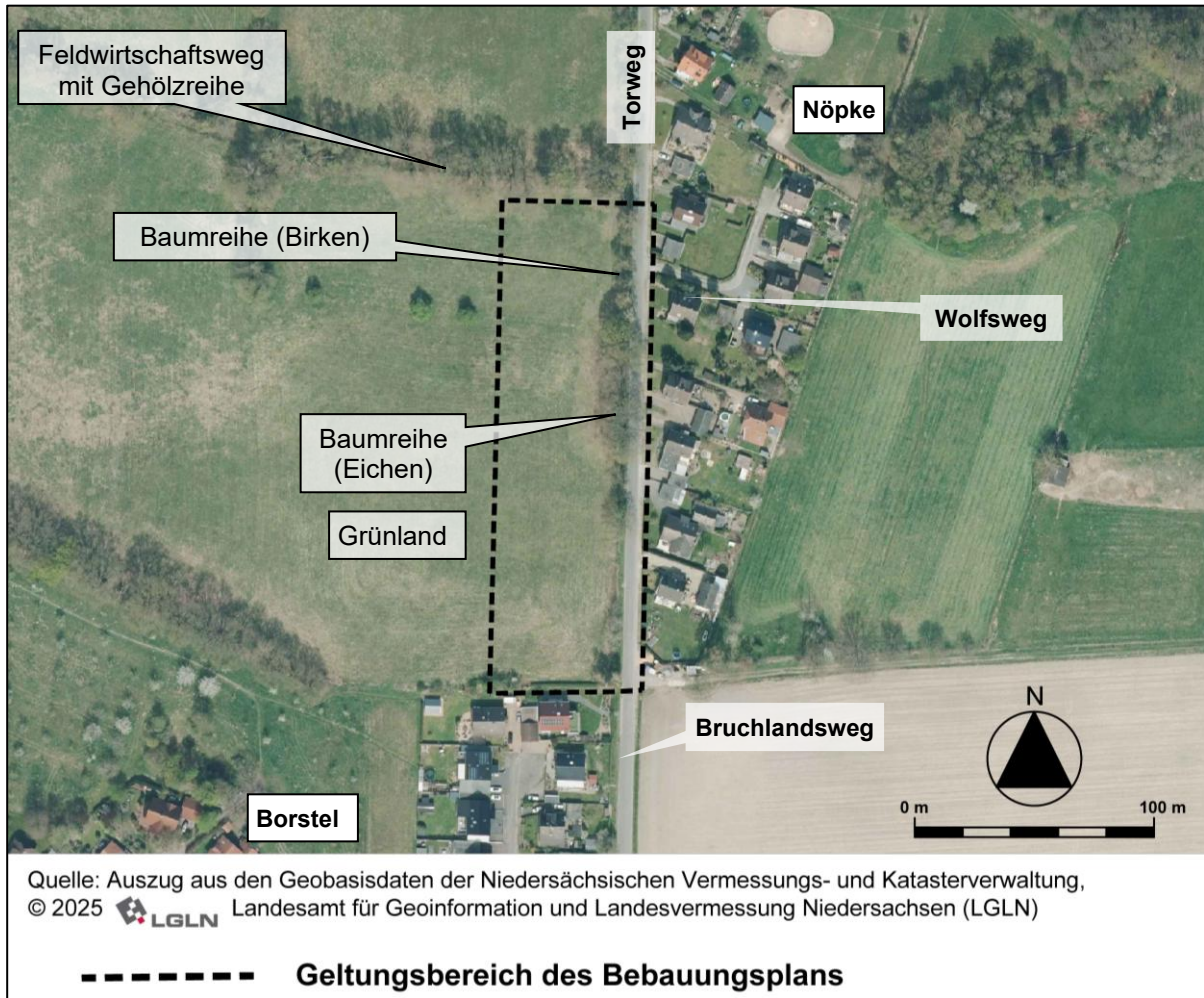 Feldwirtschaftsweg
mit Gehölzreihe
Torweg
Nöpke
Baumreihe (Birken)
Wolfsweg
Baumreihe
(Eichen)
Grünland
Bruchlandsweg
Borstel
N
0 m 100 m
Quelle: Auszug aus den Geobasisdaten der Niedersächsischen Vermessungs- und Katasterverwaltung,
© 2025 LGLN Landesamt für Geoinformation und Landesvermessung Niedersachsen (LGLN)
Geltungsbereich des Bebauungsplans